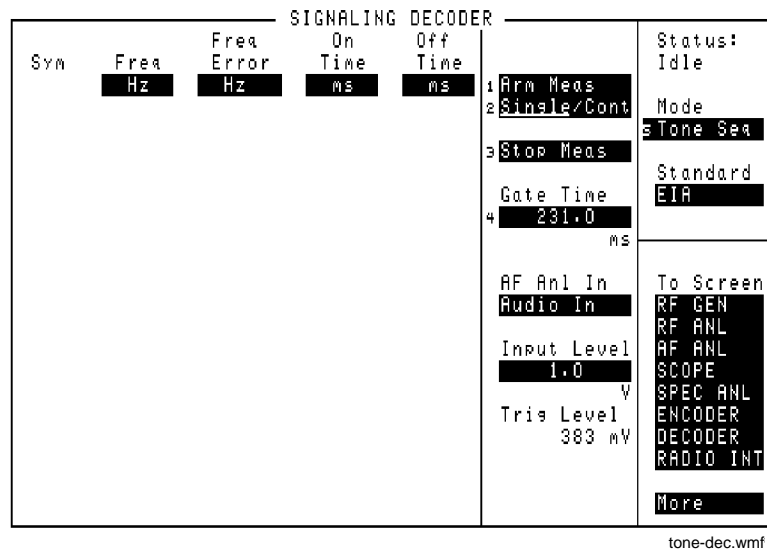 SIGNALING DECODER
Sym Freq Freq Error On Time Off Time
Hz Hz ms ms
1 Arm Meas
2 Single/Cont
3 Stop Meas
Gate Time
4 231.0
ms
AF Anl In
Audio In
Input Level
1.0
V
Trig Level
383 mV
Status:
Idle
Mode
5 Tone Seq
Standard
EIA
To Screen
RF GEN
RF ANL
AF ANL
SCOPE
SPEC ANL
ENCODER
DECODER
RADIO INT
More
tone-dec.wmf